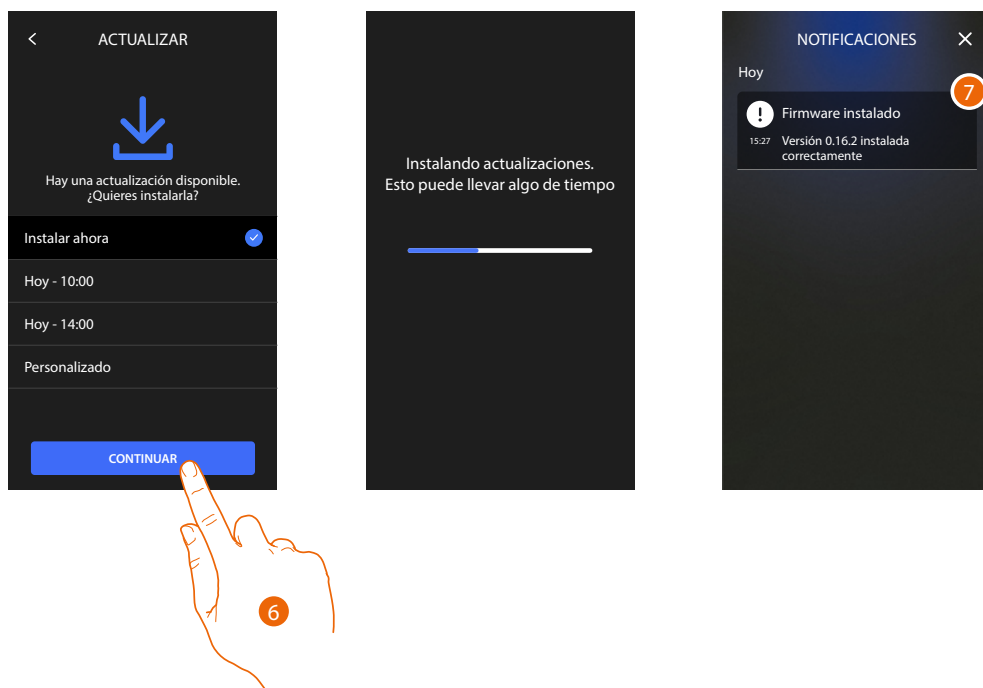 ACTUALIZAR
Hay una actualización disponible.
¿Quieres instalarla?
Instalar ahora
Hoy - 10:00
Hoy - 14:00
Personalizado
CONTINUAR
6
Instalando actualizaciones.
Esto puede llevar algo de tiempo
NOTIFICACIONES
Hoy
7
Firmware instalado
15:27 Versión 0.16.2 instalada
correctamente